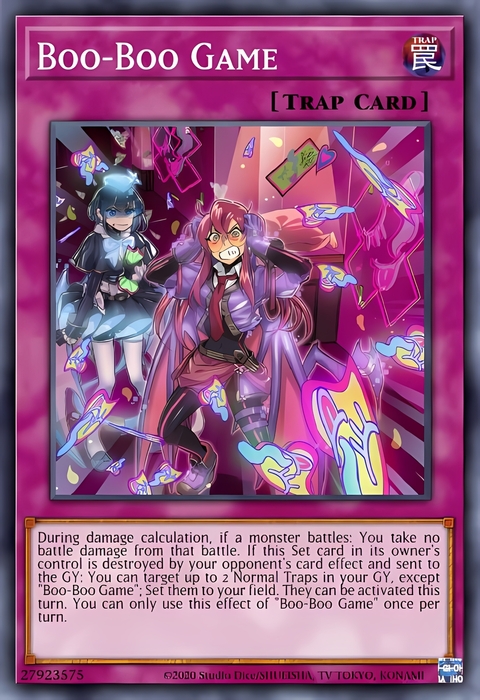 BOO-BOO GAME
TRAP
罠
[TRAP CARD]
During damage calculation, if a monster battles: You take no
battle damage from that battle. If this Set card in its owner's
control is destroyed by your opponent's card effect and sent to
the GY: You can target up to 2 Normal Traps in your GY, except
"Boo-Boo Game"; Set them to your field. They can be activated this
turn. You can only use this effect of "Boo-Boo Game" once per
turn.
27923575
©2020 Studio Dice/SHUEISHA, TV TOKYO, KONAMI